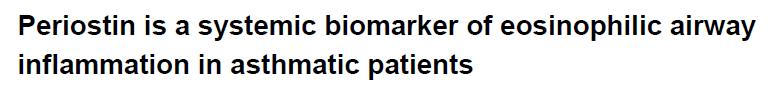 Periostin is a systemic biomarker of eosinophilic airway
inflammation in asthmatic patients